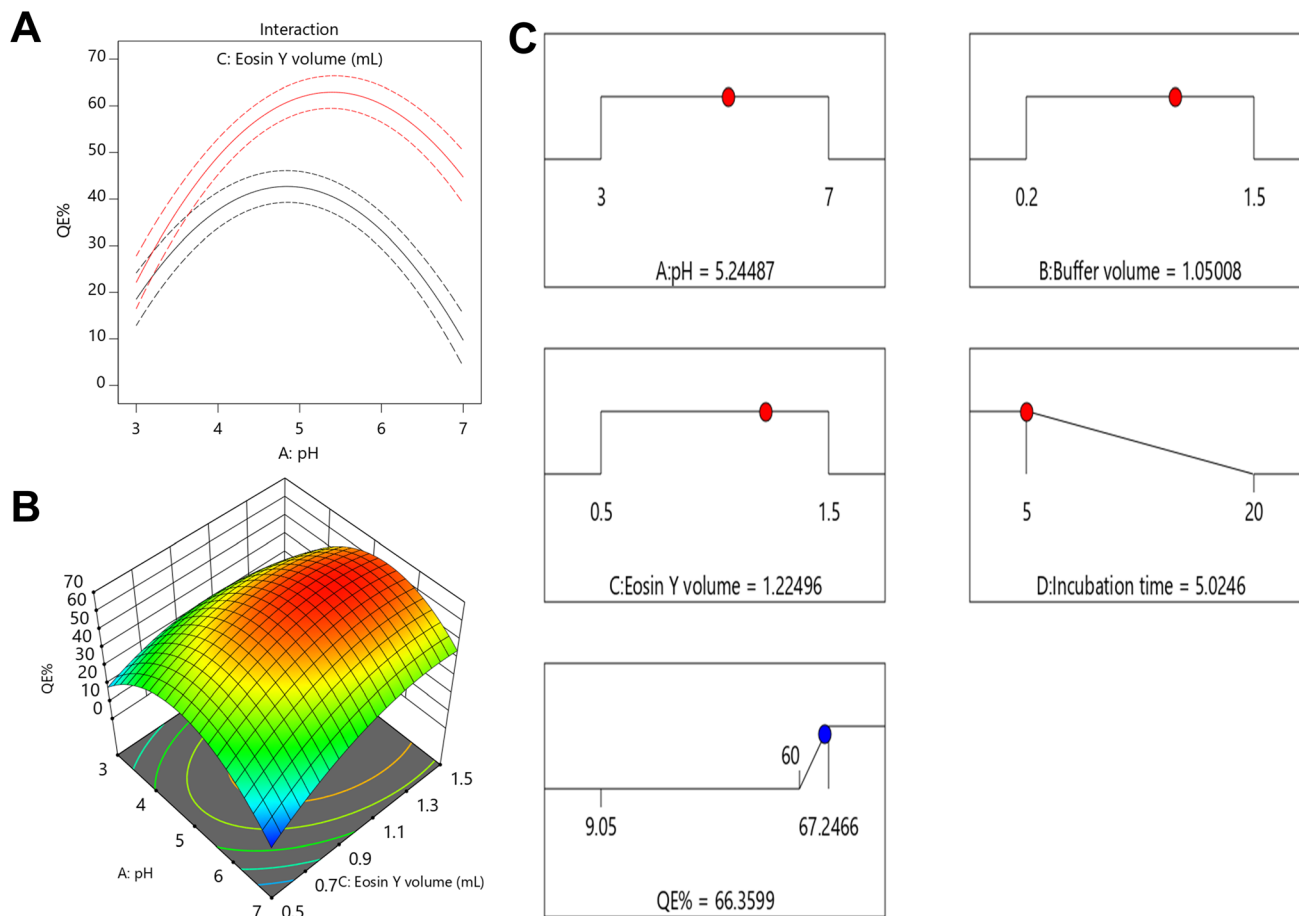 A
Interaction
C: Eosin Y volume (mL)
70
60
50
40
30
20
10
0
QE%
3 4 5 6 7
A: pH
B
70
60
50
40
30
20
10
0
QE%
3
4
5
6
7
A: pH
0.5
0.7
0.9
1.1
1.3
1.5
C: Eosin Y volume (mL)
C
3 7
A:pH = 5.24487
0.2 1.5
B:Buffer volume = 1.05008
0.5 1.5
C:Eosin Y volume = 1.22496
5 20
D:Incubation time = 5.0246
60
9.05 67.2466
QE% = 66.3599